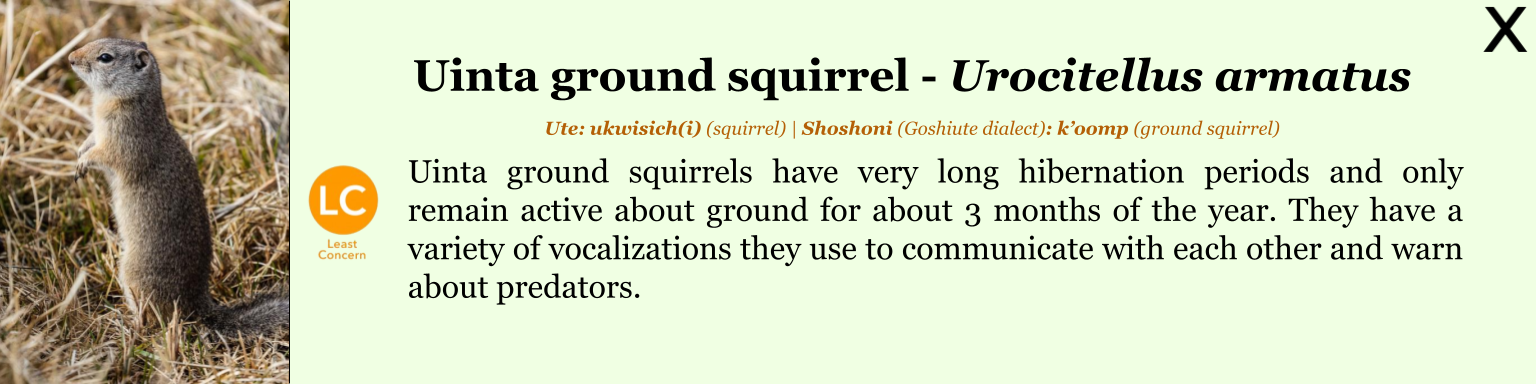 X
Uinta ground squirrel - Urocitellus armatus
Ute: ukwisich(i) (squirrel) | Shoshoni (Goshiute dialect): k’oomp (ground squirrel)
Uinta ground squirrels have very long hibernation periods and only
remain active about ground for about 3 months of the year. They have a
variety of vocalizations they use to communicate with each other and warn
about predators.
LC
Least
Concern